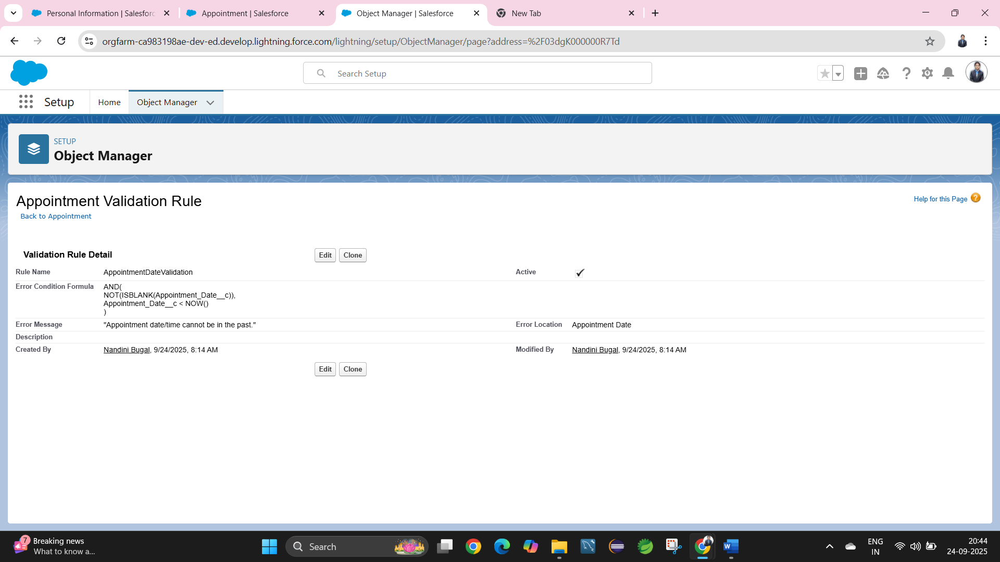 Personal Information | Salesforc
Appointment | Salesforce
Object Manager | Salesforce
New Tab
orgfarm-ca983198ae-dev-ed.develop.lightning.force.com/lightning/setup/ObjectManager/page?address=%2F03dgK000000R7Td
Search Setup
Setup
Home
Object Manager
SETUP
Object Manager
Appointment Validation Rule
Help for this Page
Back to Appointment
Validation Rule Detail
Edit
Clone
Rule Name
AppointmentDateValidation
Active
Error Condition Formula
AND(
NOT(ISBLANK(Appointment_Date__c)),
Appointment_Date__c < NOW()
)
Error Message
"Appointment date/time cannot be in the past."
Error Location
Appointment Date
Description
Created By
Nandini Bugal, 9/24/2025, 8:14 AM
Modified By
Nandini Bugal, 9/24/2025, 8:14 AM
Edit
Clone
7
Breaking news
What to know a...
Search
W
ENG
IN
20:44
24-09-2025